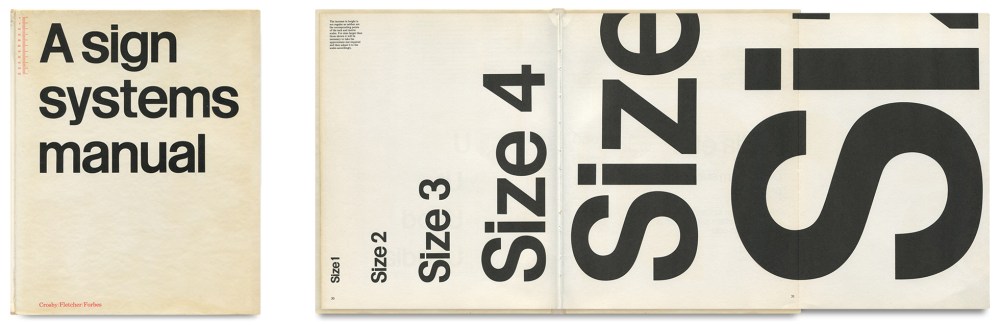 A sign
systems
manual
Crosby/Fletcher/Forbes
Size 1
Size 2
Size 3
Size 4
Size
Si